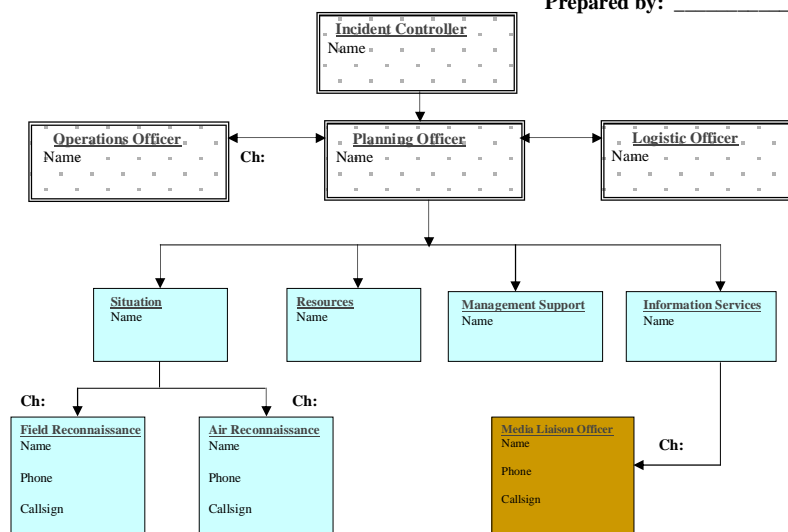 Prepared by: ____________
Incident Controller
Name
Operations Officer
Name
Ch:
Planning Officer
Name
Logistic Officer
Name
Situation
Name
Resources
Name
Management Support
Name
Information Services
Name
Ch:
Ch:
Field Reconnaissance
Name
Phone
Callsign
Air Reconnaissance
Name
Phone
Callsign
Media Liaison Officer
Name
Phone
Callsign
Ch: